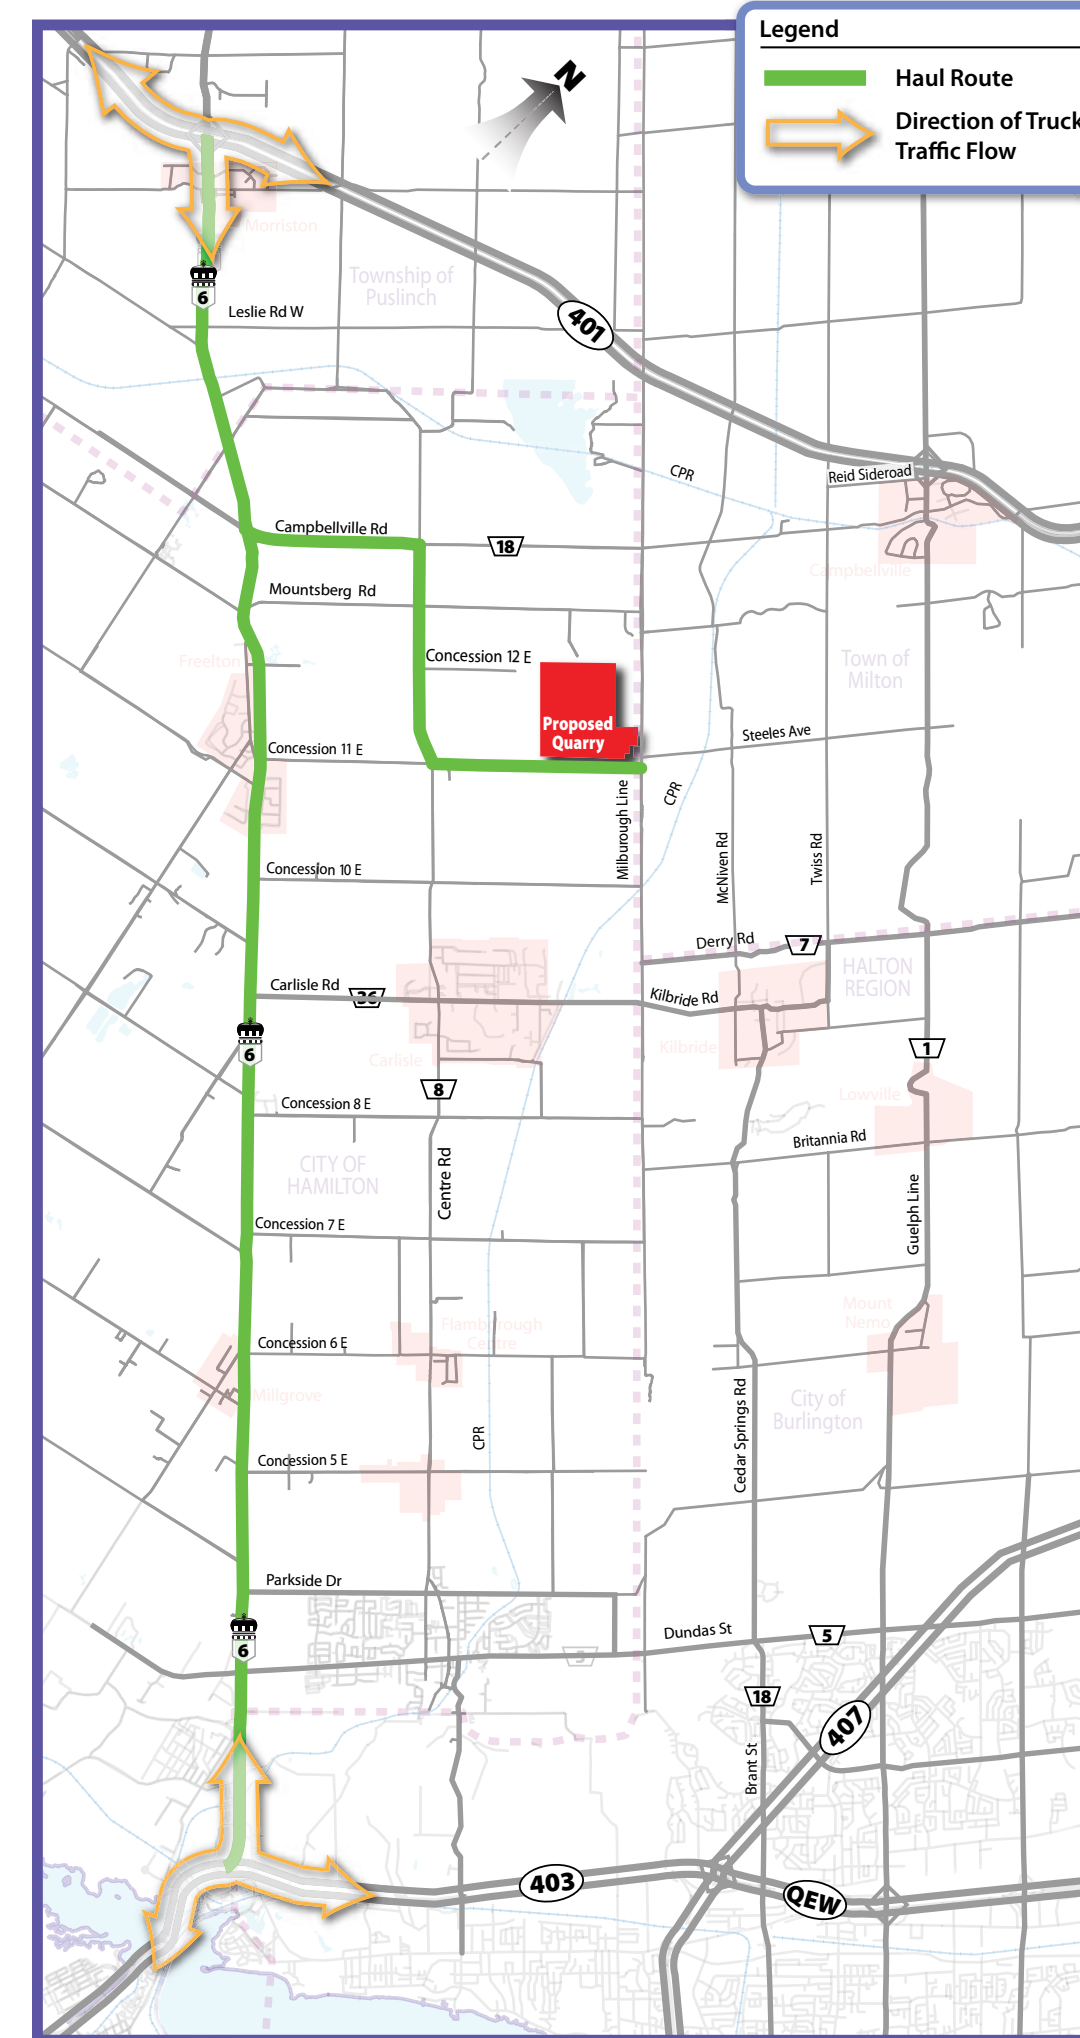 Legend
Haul Route
Direction of Truck
Traffic Flow
N
Morriston
Township of
Puslinch
6
Leslie Rd W
401
CPR
Reid Sideroad
Campbellville Rd
18
Campbellville
Mountsberg Rd
Freelton
Concession 12 E
Town of
Milton
Proposed
Quarry
Steeles Ave
Concession 11 E
Milburough Line
CPR
McNiven Rd
Twiss Rd
Concession 10 E
Derry Rd
7
HALTON
REGION
Carlisle Rd
36
Kilbride Rd
6
Carlisle
Kilbride
1
8
Lowville
Concession 8 E
Britannia Rd
CITY OF
HAMILTON
Centre Rd
Guelph Line
Concession 7 E
Mount
Nemo
Flamborough
Centre
Concession 6 E
Millgrove
City of
Burlington
Cedar Springs Rd
CPR
Concession 5 E
Parkside Dr
6
Dundas St
5
5
18
407
Brant St
403
QEW